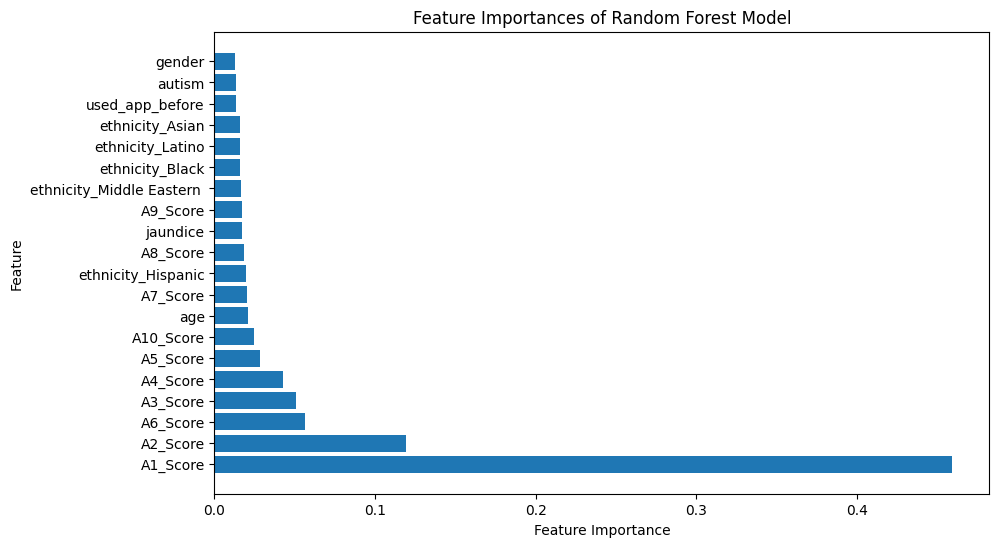 Feature Importances of Random Forest Model
gender
autism
used_app_before
ethnicity_Asian
ethnicity_Latino
ethnicity_Black
ethnicity_Middle Eastern
A9_Score
jaundice
A8_Score
ethnicity_Hispanic
A7_Score
age
A10_Score
A5_Score
A4_Score
A3_Score
A6_Score
A2_Score
A1_Score
Feature
0.0 0.1 0.2 0.3 0.4
Feature Importance